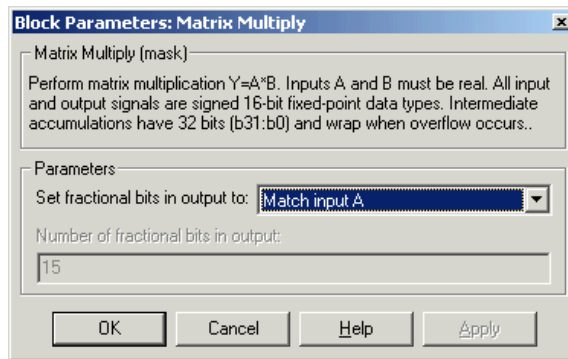 Block Parameters: Matrix Multiply
Matrix Multiply (mask)
Perform matrix multiplication Y=A*B. Inputs A and B must be real. All input
and output signals are signed 16-bit fixed-point data types. Intermediate
accumulations have 32 bits (b31:b0) and wrap when overflow occurs..
Parameters
Set fractional bits in output to: Match input A
Number of fractional bits in output:
15
OK Cancel Help Apply